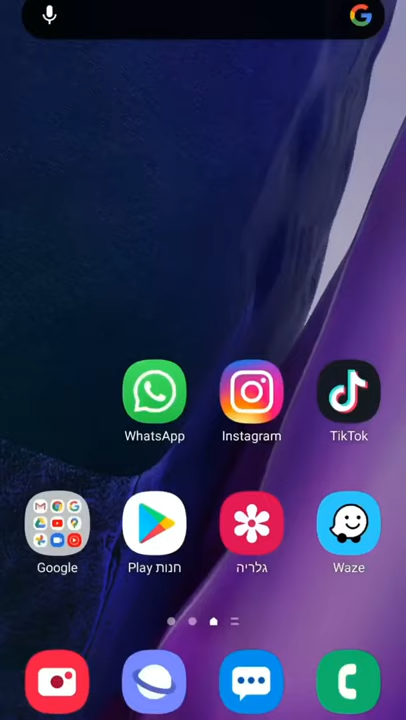 WhatsApp
Instagram
TikTok
Google
חנות Play
גלריה
Waze